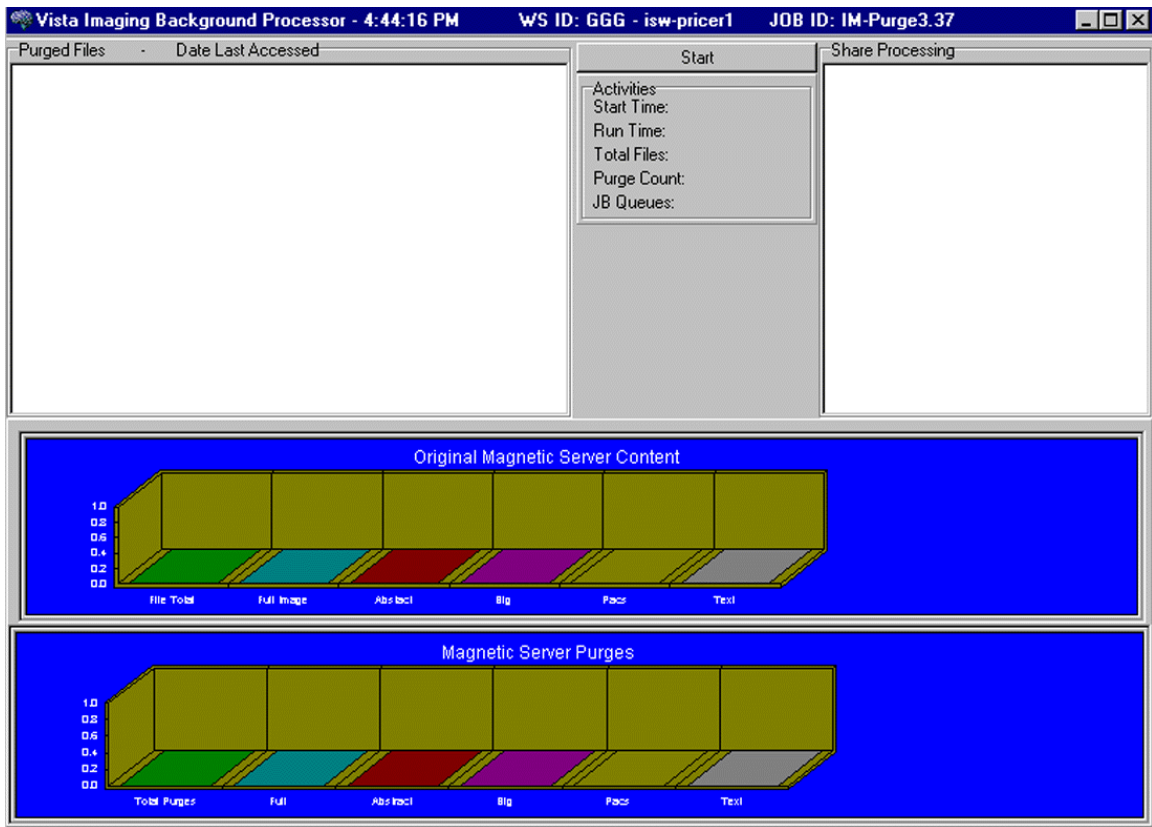 Vista Imaging Background Processor - 4:44:16 PM WS ID: GGG - isw-pricer1 JOB ID: IM-Purge3.37
Purged Files - Date Last Accessed
Start
Share Processing
Activities
Start Time:
Run Time:
Total Files:
Purge Count:
JB Queues:
Original Magnetic Server Content
1.0
0.8
0.6
0.4
0.2
0.0
File Total Full Image Abstact Big Pacs Text
Magnetic Server Purges
1.0
0.8
0.6
0.4
0.2
0.0
Total Purges Full Abstract Big Pacs Text